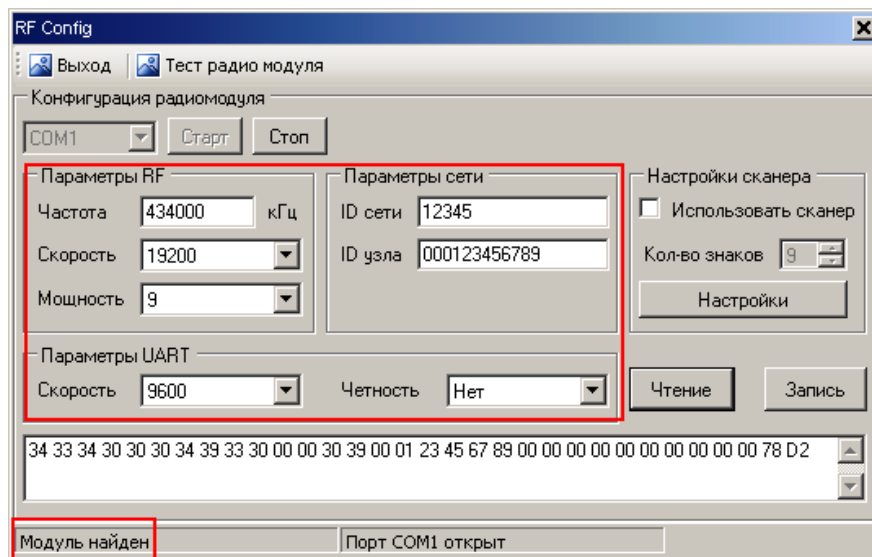 RF Config
Выход Тест радио модуля
Конфигурация радиомодуля
COM1 Старт Стоп
Параметры RF
Частота 434000 кГц
Скорость 19200
Мощность 9
Параметры сети
ID сети 12345
ID узла 000123456789
Настройки сканера
Использовать сканер
Кол-во знаков 9
Настройки
Параметры UART
Скорость 9600 Четность Нет
Чтение Запись
34 33 34 30 30 30 34 39 33 30 00 00 30 39 00 01 23 45 67 89 00 00 00 00 00 00 00 00 00 00 78 D2
Модуль найден Порт COM1 открыт